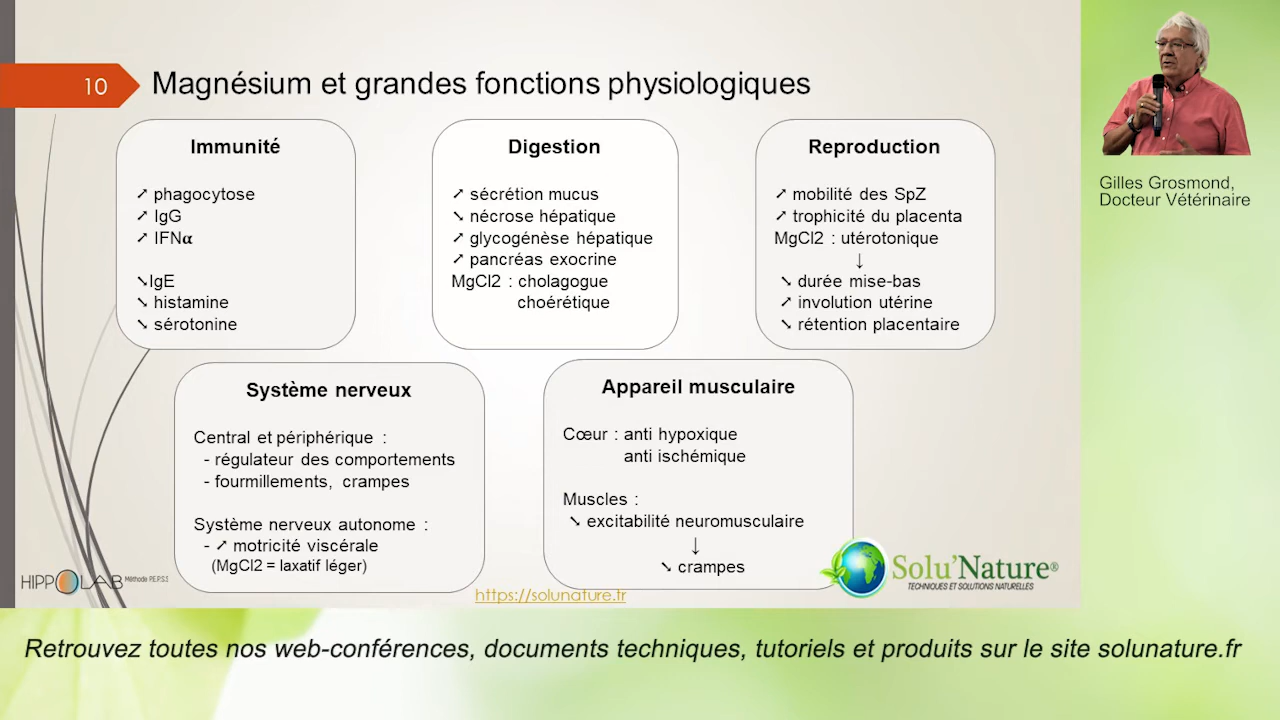 10
Magnésium et grandes fonctions physiologiques
Immunité
↗ phagocytose
↗ IgG
↗ IFNα
↘IgE
↘ histamine
↘ sérotonine
Digestion
↗ sécrétion mucus
↘ nécrose hépatique
↗ glycogénèse hépatique
↗ pancréas exocrine
MgCl2 : cholagogue
choérétique
Reproduction
↗ mobilité des SpZ
↗ trophicité du placenta
MgCl2 : utérotonique
↓
↘ durée mise-bas
↗ involution utérine
↘ rétention placentaire
Système nerveux
Central et périphérique :
- régulateur des comportements
- fourmillements, crampes
Système nerveux autonome :
- ↗ motricité viscérale
(MgCl2 = laxatif léger)
Appareil musculaire
Cœur : anti hypoxique
anti ischémique
Muscles :
↘ excitabilité neuromusculaire
↓
↘ crampes
HIPPOLAB Méthode P.E.P.S.S
https://solunature.fr
Solu'Nature®
TECHNIQUES ET SOLUTIONS NATURELLES
Gilles Grosmond,
Docteur Vétérinaire
Retrouvez toutes nos web-conférences, documents techniques, tutoriels et produits sur le site solunature.fr